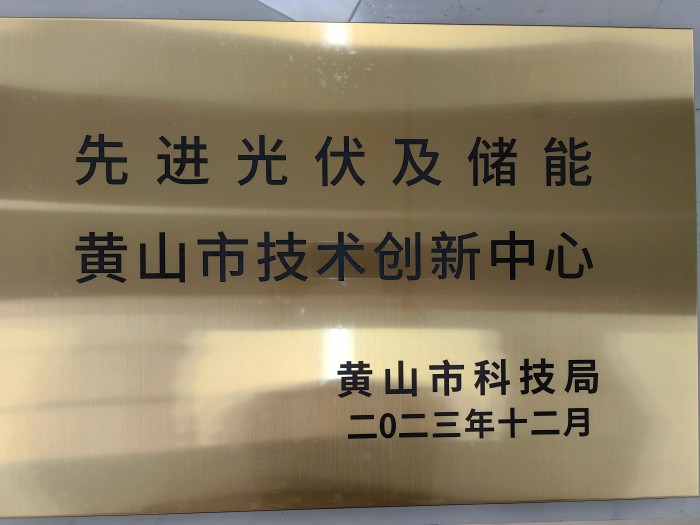 先进光伏及储能
黄山市技术创新中心
黄山市科技局
二0二三年十二月